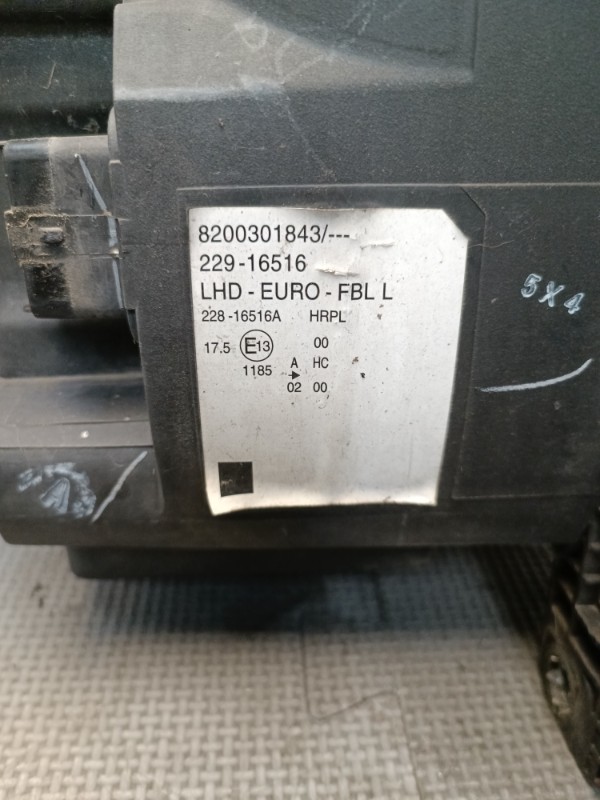 8200301843/---
229-16516
LHD - EURO - FBL L
228-16516A HRPL
17.5 E13 00
1185 A HC
02 00
5X4
A